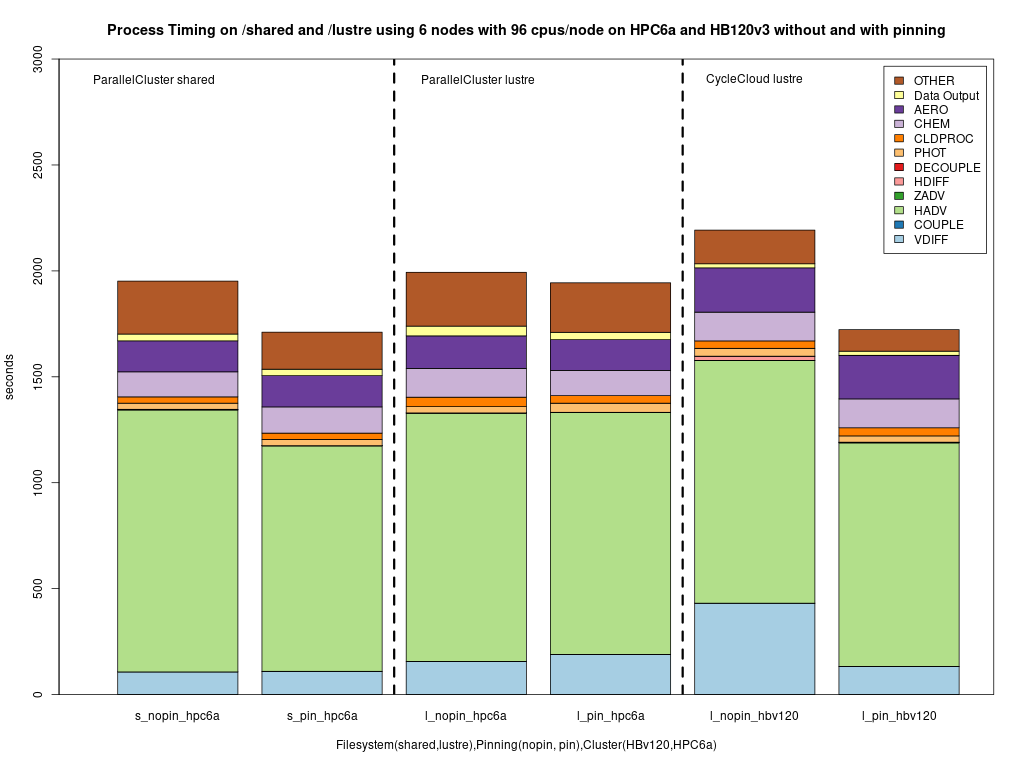 Process Timing on /shared and /lustre using 6 nodes with 96 cpus/node on HPC6a and HB120v3 without and with pinning
ParallelCluster shared
ParallelCluster lustre
CycleCloud lustre
OTHER
Data Output
AERO
CHEM
CLDPROC
PHOT
DECOUPLE
HDIFF
ZADV
HADV
COUPLE
VDIFF
seconds
3000
2500
2000
1500
1000
500
0
s_nopin_hpc6a
s_pin_hpc6a
l_nopin_hpc6a
l_pin_hpc6a
l_nopin_hbv120
l_pin_hbv120
Filesystem(shared,lustre),Pinning(nopin, pin),Cluster(HBv120,HPC6a)